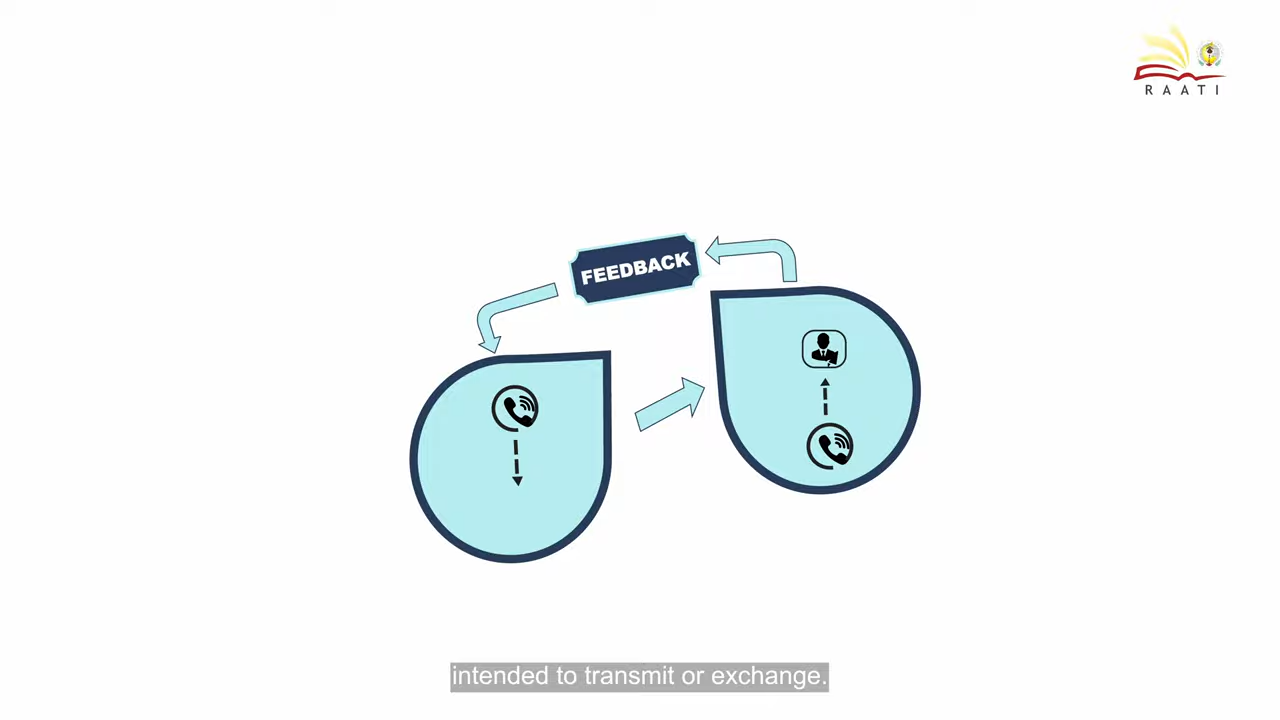 RAATI
FEEDBACK
intended to transmit or exchange.